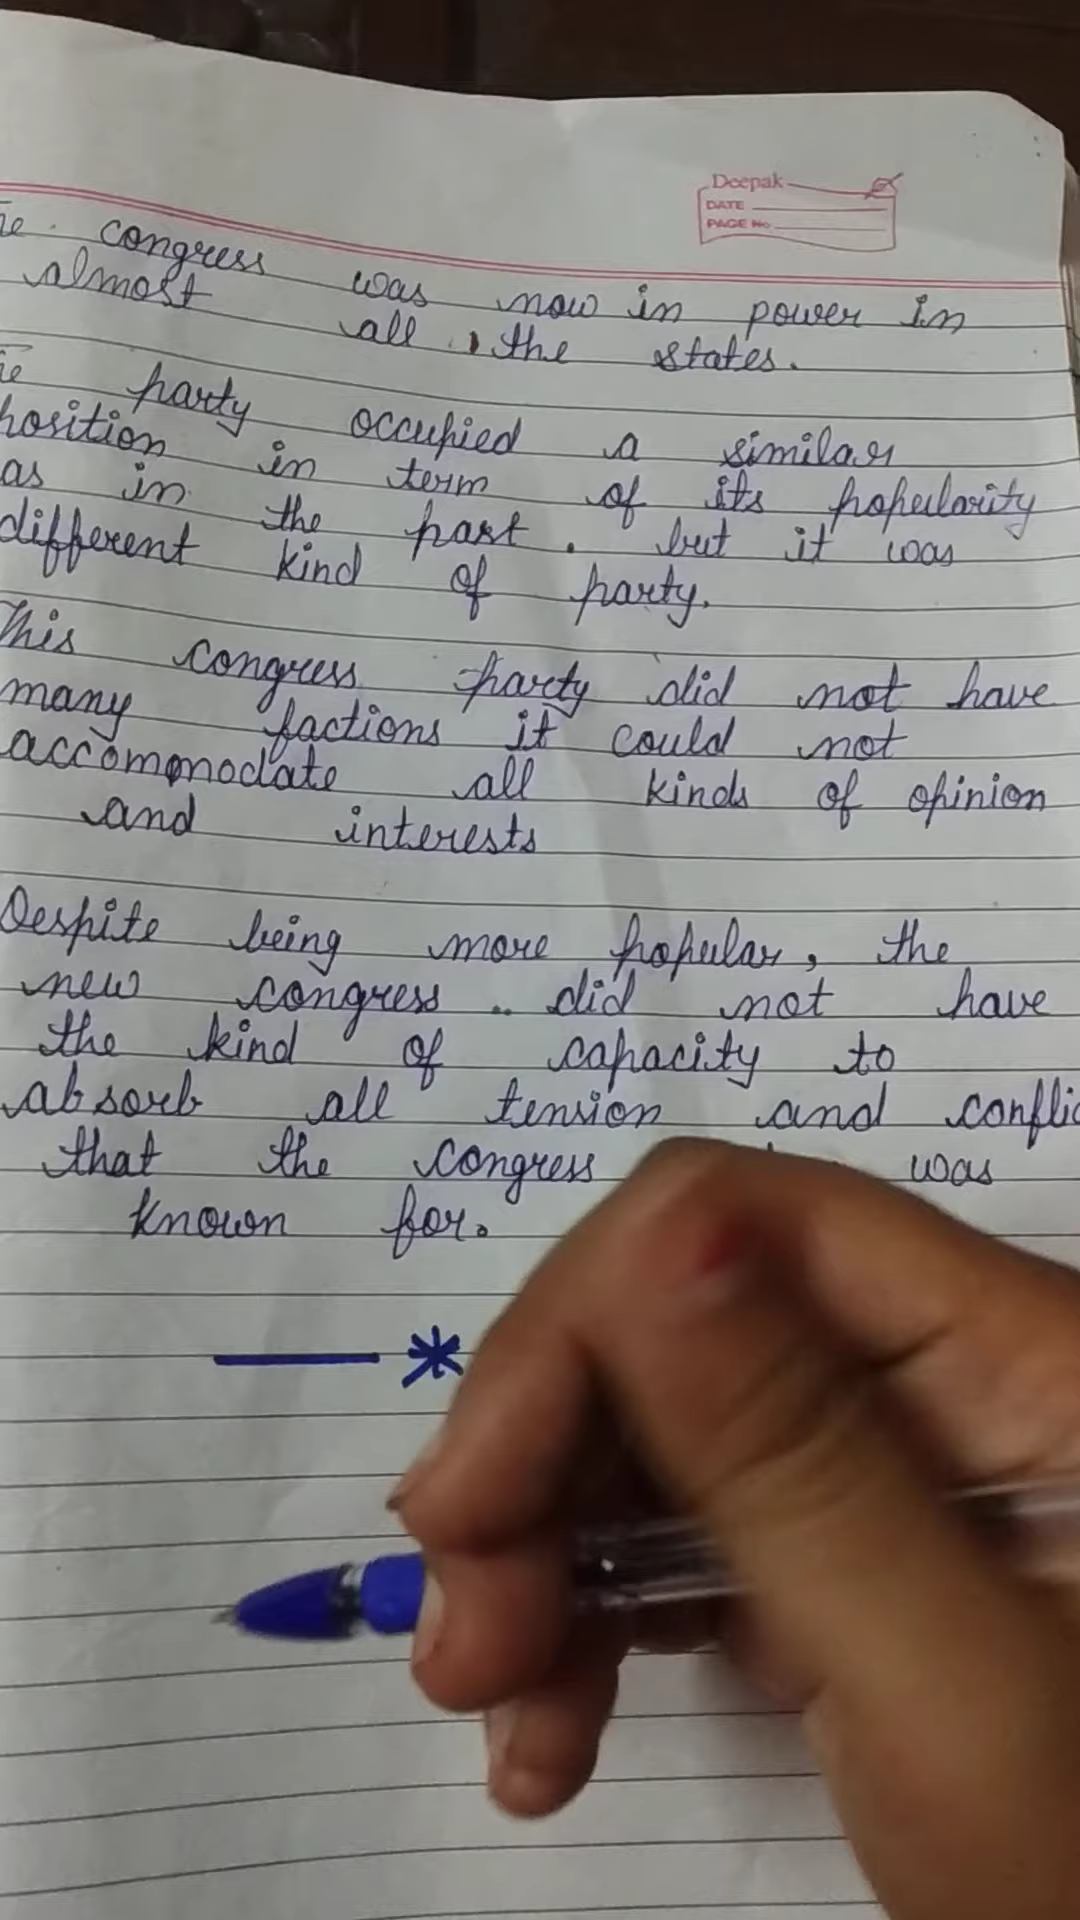 Deepak
DATE
PAGE No.
congress was now in power in
almost all the states.
party occupied a similar
position in term of its popularity
as in the past. but it was
different kind of party.
This congress party did not have
many factions it could not
accommodate all kinds of opinion
and interests
Despite being more popular, the
new congress .. did not have
the kind of capacity to
absorb all tension and
that the congress was
known for.